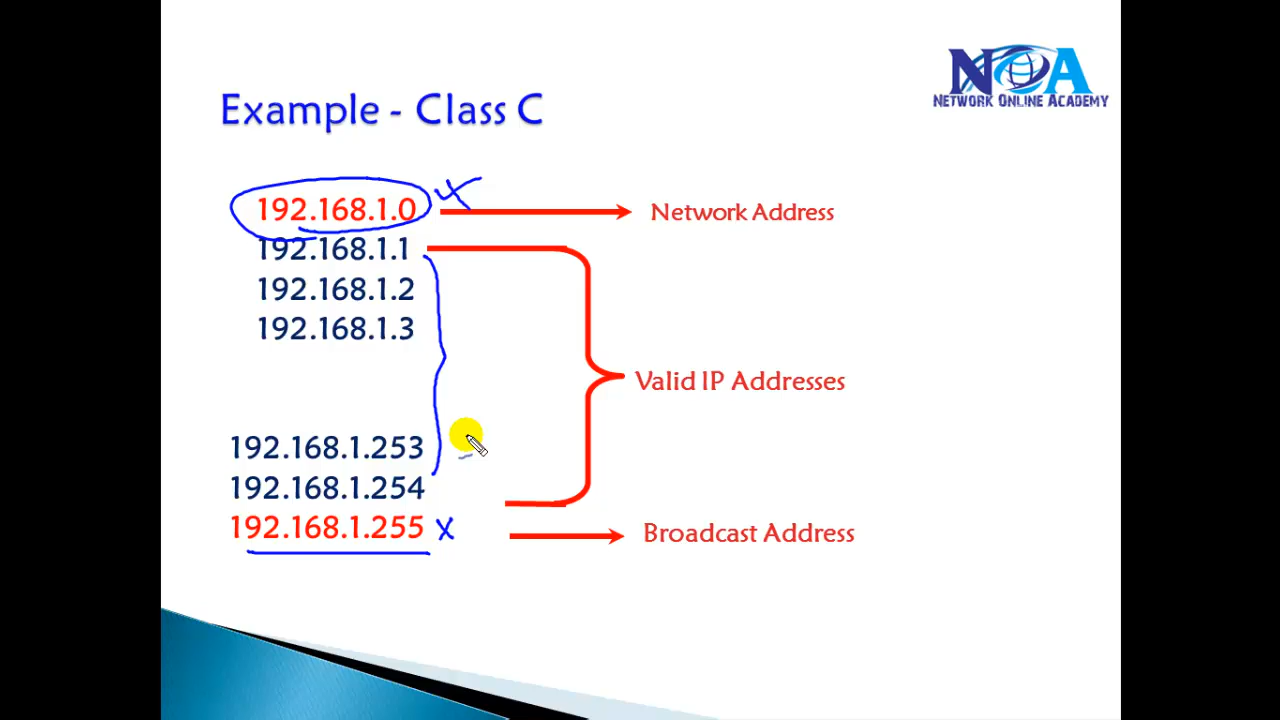 NOA
NETWORK ONLINE ACADEMY
Example - Class C
192.168.1.0 Network Address
192.168.1.1
192.168.1.2
192.168.1.3
Valid IP Addresses
192.168.1.253
192.168.1.254
192.168.1.255 x Broadcast Address